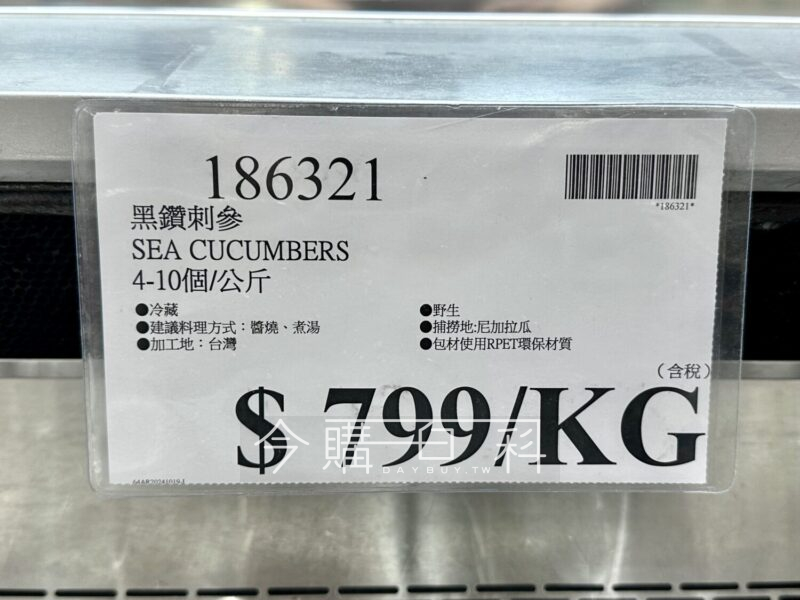 186321
*186321*
黑鑽刺參
SEA CUCUMBERS
4-10個/公斤
●冷藏
●建議料理方式：醬燒、煮湯
●加工地：台灣
●野生
●捕撈地:尼加拉瓜
●包材使用RPET環保材質
(含稅)
$ 799/KG
今購百科
DAYBUY.TW